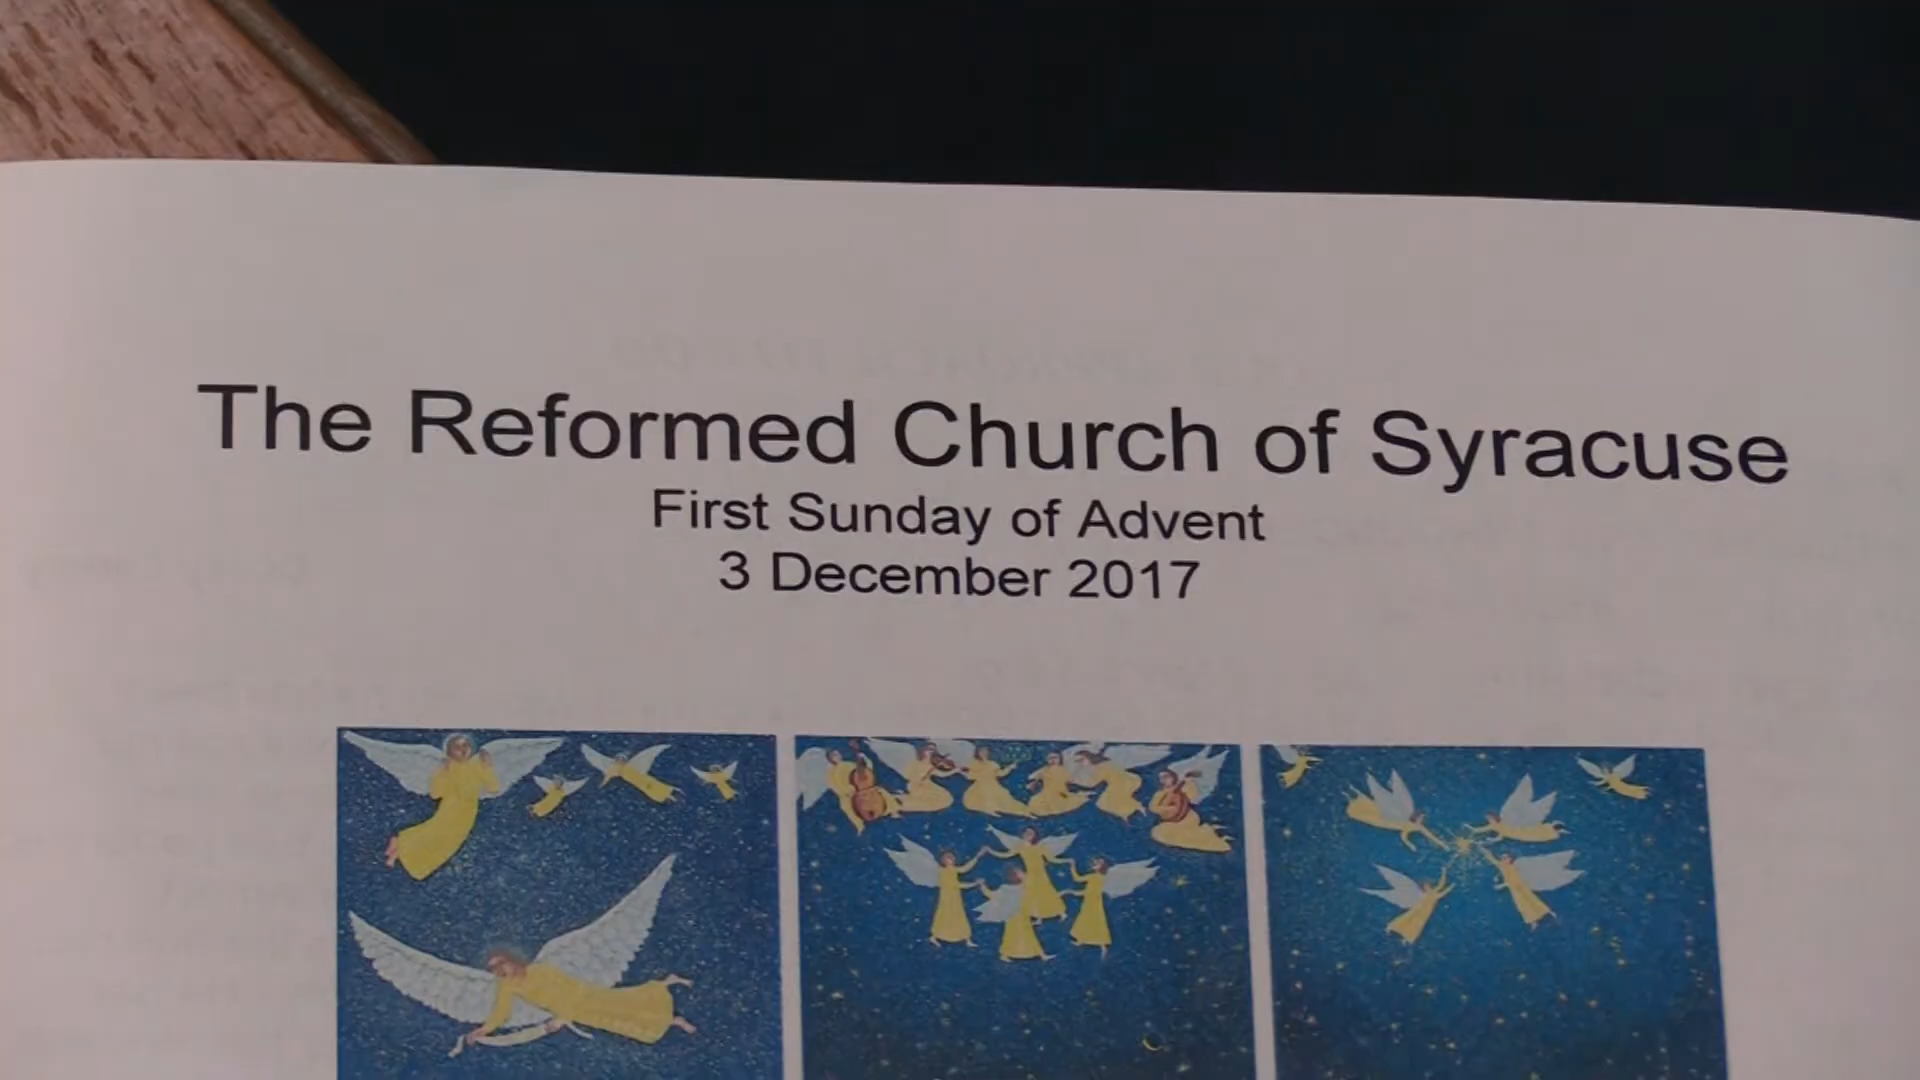 The Reformed Church of Syracuse
First Sunday of Advent
3 December 2017